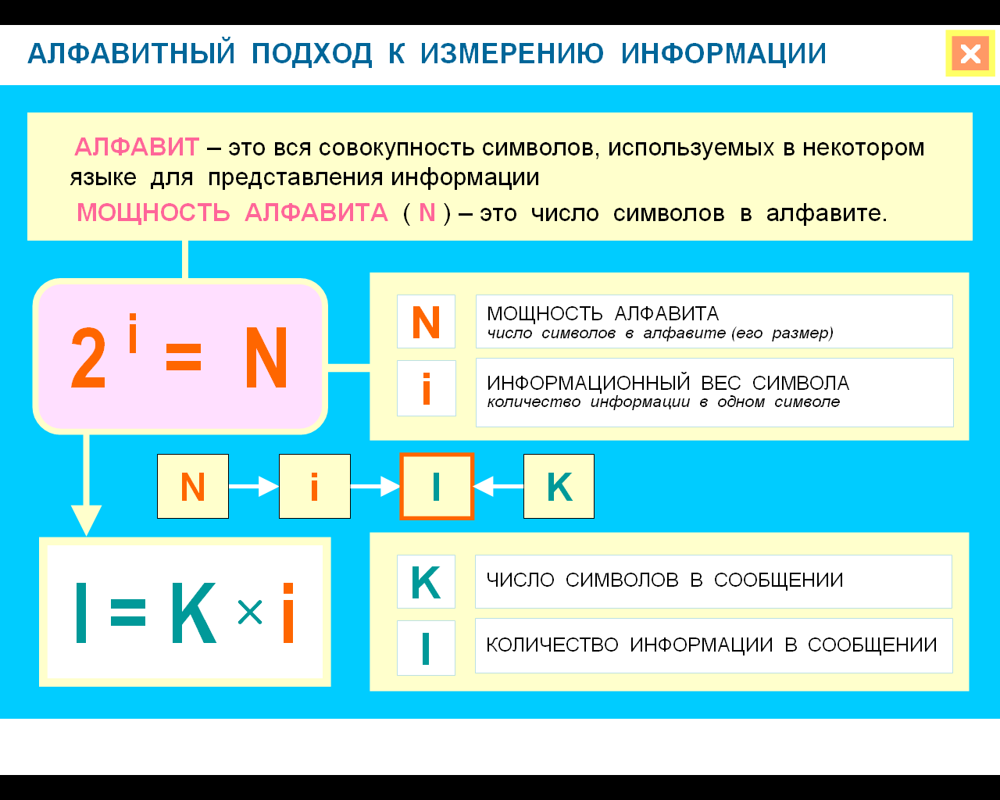 АЛФАВИТНЫЙ ПОДХОД К ИЗМЕРЕНИЮ ИНФОРМАЦИИ
АЛФАВИТ – это вся совокупность символов, используемых в некотором
языке для представления информации
МОЩНОСТЬ АЛФАВИТА ( N ) – это число символов в алфавите.
2 i = N
N
МОЩНОСТЬ АЛФАВИТА
число символов в алфавите (его размер)
i
ИНФОРМАЦИОННЫЙ ВЕС СИМВОЛА
количество информации в одном символе
N i I K
I = K × i
K
ЧИСЛО СИМВОЛОВ В СООБЩЕНИИ
I
КОЛИЧЕСТВО ИНФОРМАЦИИ В СООБЩЕНИИ